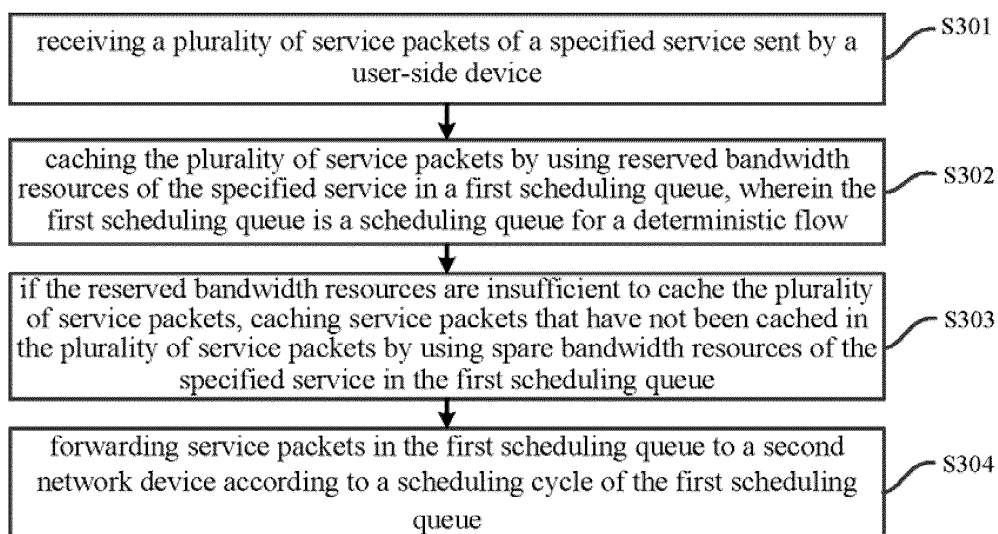 receiving a plurality of service packets of a specified service sent by a
user-side device
S301
caching the plurality of service packets by using reserved bandwidth
resources of the specified service in a first scheduling queue, wherein the
first scheduling queue is a scheduling queue for a deterministic flow
S302
if the reserved bandwidth resources are insufficient to cache the plurality
of service packets, caching service packets that have not been cached in
the plurality of service packets by using spare bandwidth resources of the
specified service in the first scheduling queue
S303
forwarding service packets in the first scheduling queue to a second
network device according to a scheduling cycle of the first scheduling
queue
S304